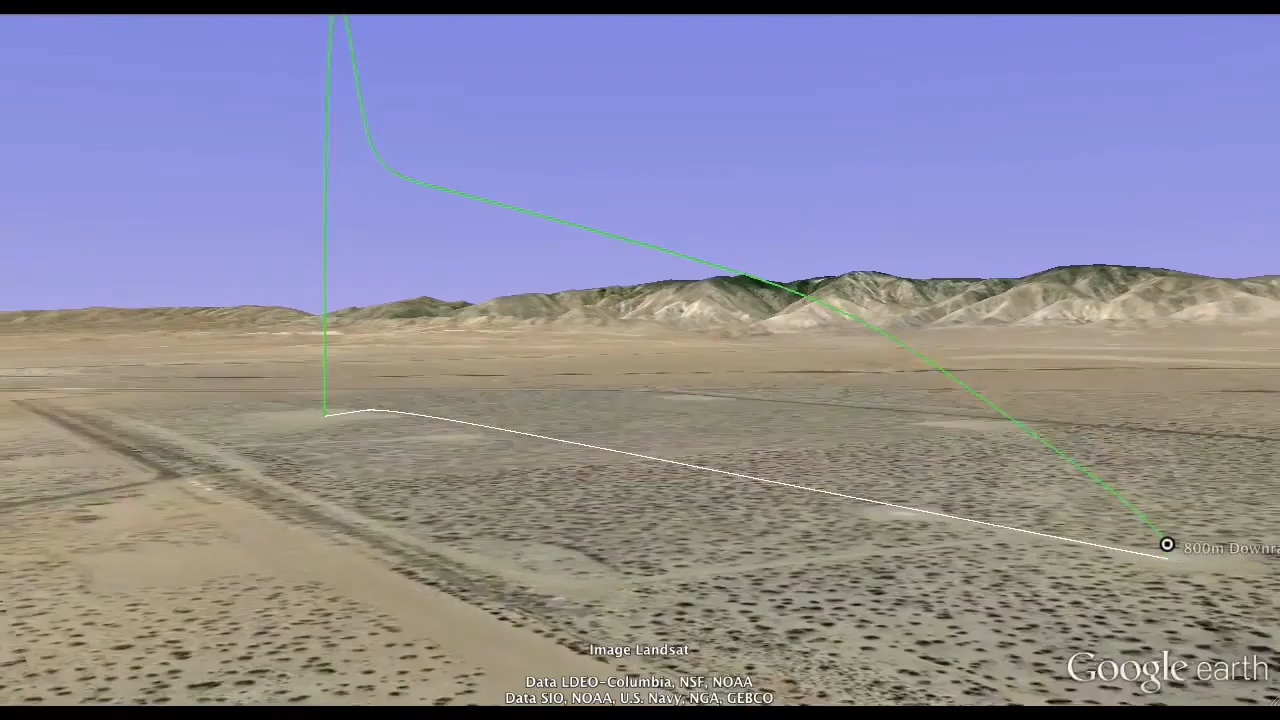 800m Downra
Image Landsat
Google earth
Data LDEO-Columbia, NSF, NOAA
Data SIO, NOAA, U.S. Navy, NGA, GEBCO